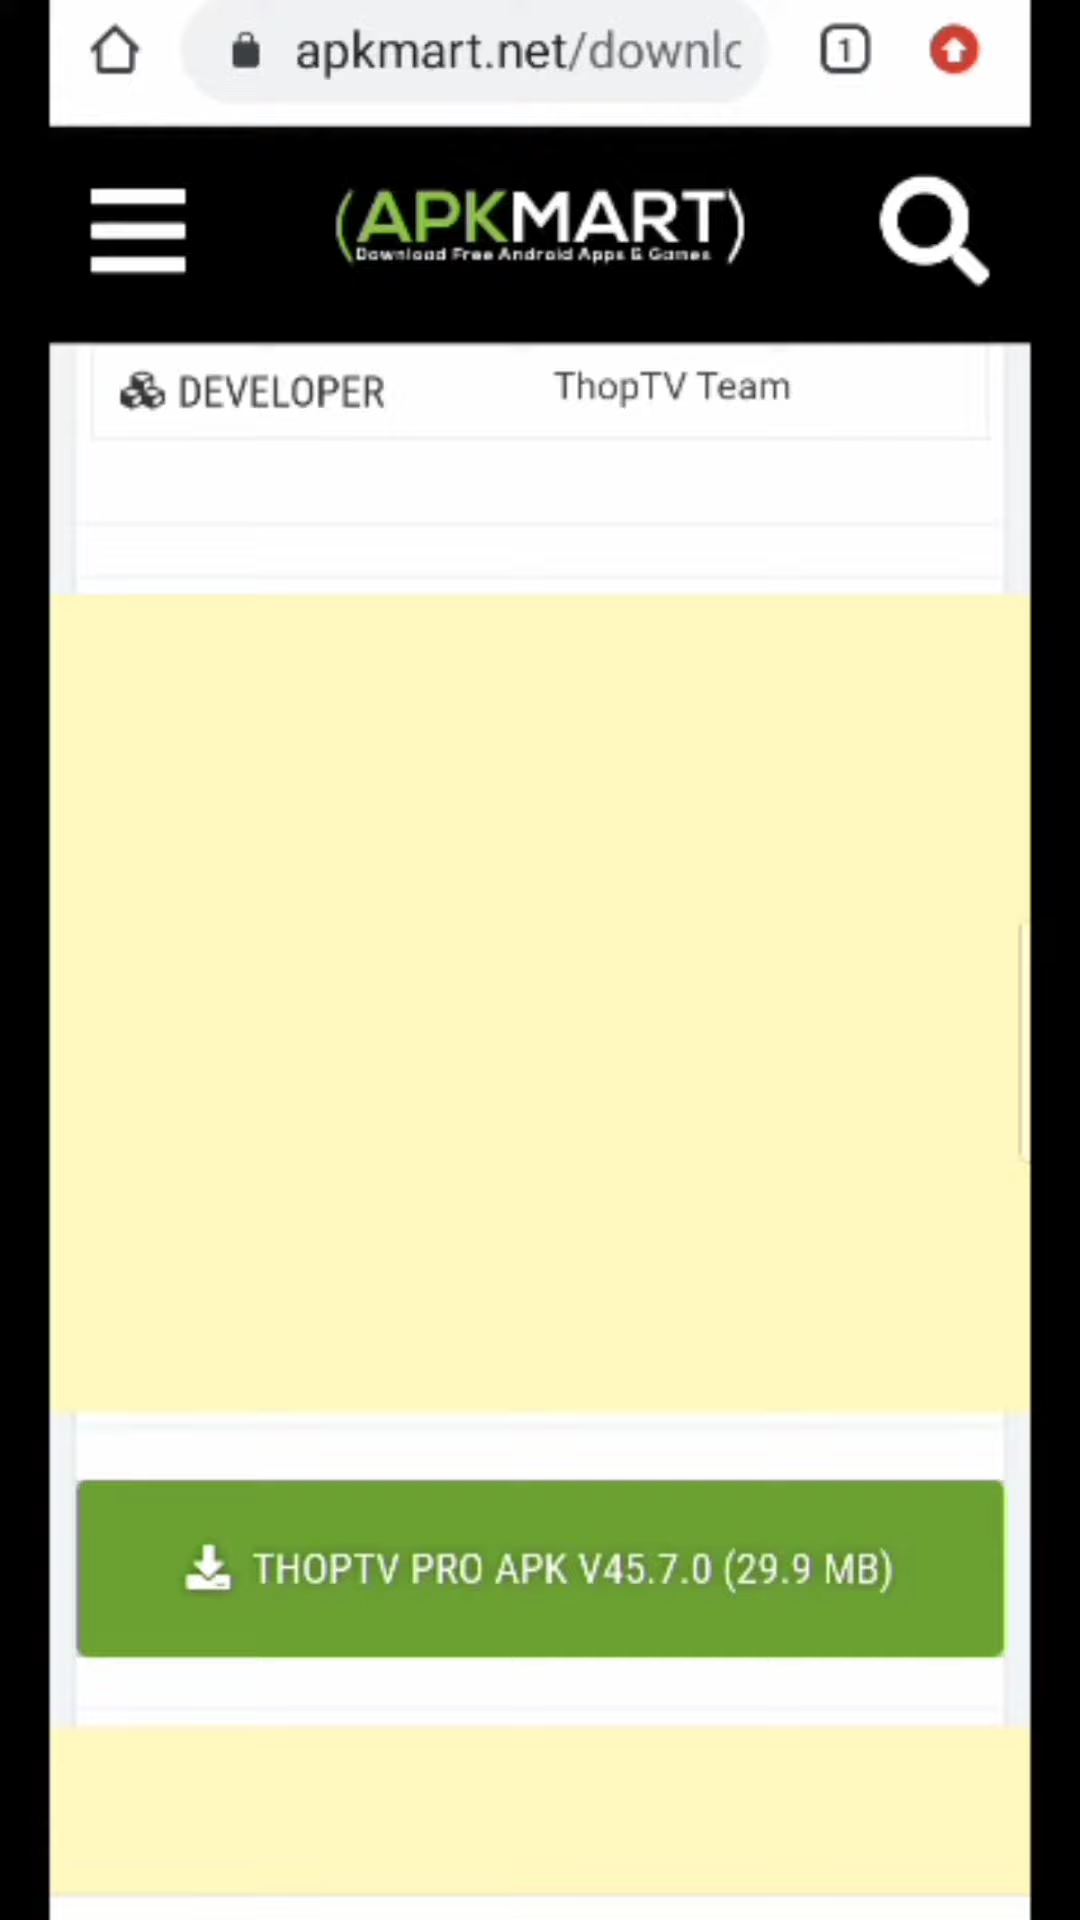 apkmart.net/downlc
1
(APKMART)
Download Free Android Apps & Games
DEVELOPER
ThopTV Team
THOPTV PRO APK V45.7.0 (29.9 MB)